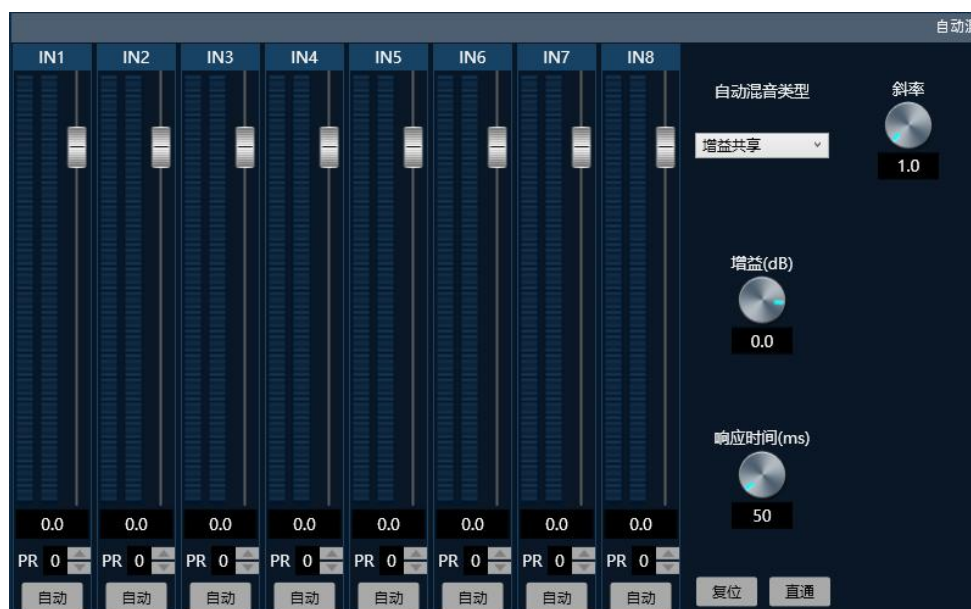 自动混
IN1 IN2 IN3 IN4 IN5 IN6 IN7 IN8
自动混音类型 斜率
增益共享
1.0
增益(dB)
0.0
响应时间(ms)
50
0.0 0.0 0.0 0.0 0.0 0.0 0.0 0.0
PR 0 PR 0 PR 0 PR 0 PR 0 PR 0 PR 0 PR 0
自动 自动 自动 自动 自动 自动 自动 自动 复位 直通